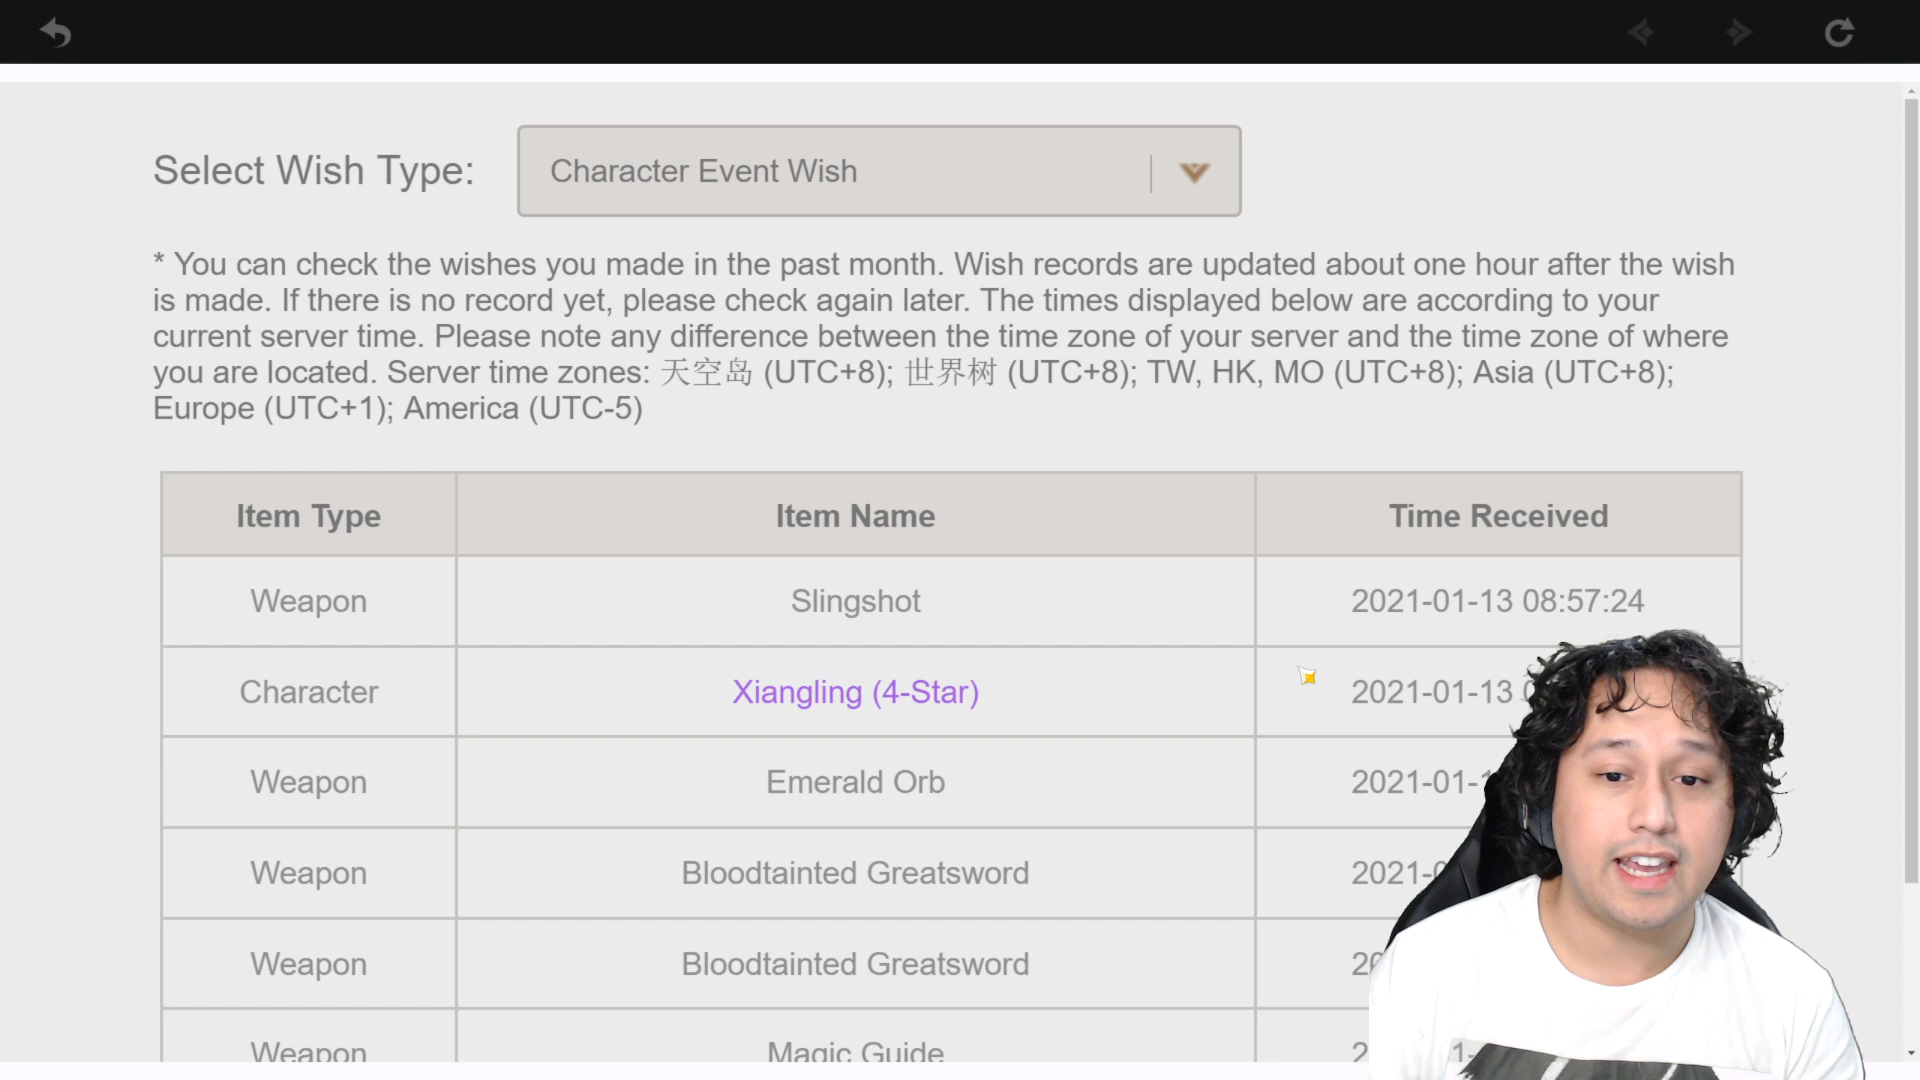 Select Wish Type:
Character Event Wish
* You can check the wishes you made in the past month. Wish records are updated about one hour after the wish
is made. If there is no record yet, please check again later. The times displayed below are according to your
current server time. Please note any difference between the time zone of your server and the time zone of where
you are located. Server time zones: 天空岛 (UTC+8); 世界树 (UTC+8); TW, HK, MO (UTC+8); Asia (UTC+8);
Europe (UTC+1); America (UTC-5)
Item Type Item Name Time Received
Weapon Slingshot 2021-01-13 08:57:24
Character Xiangling (4-Star) 2021-01-13
Weapon Emerald Orb 2021-01-
Weapon Bloodtainted Greatsword 2021-
Weapon Bloodtainted Greatsword
Weapon Magic Guide